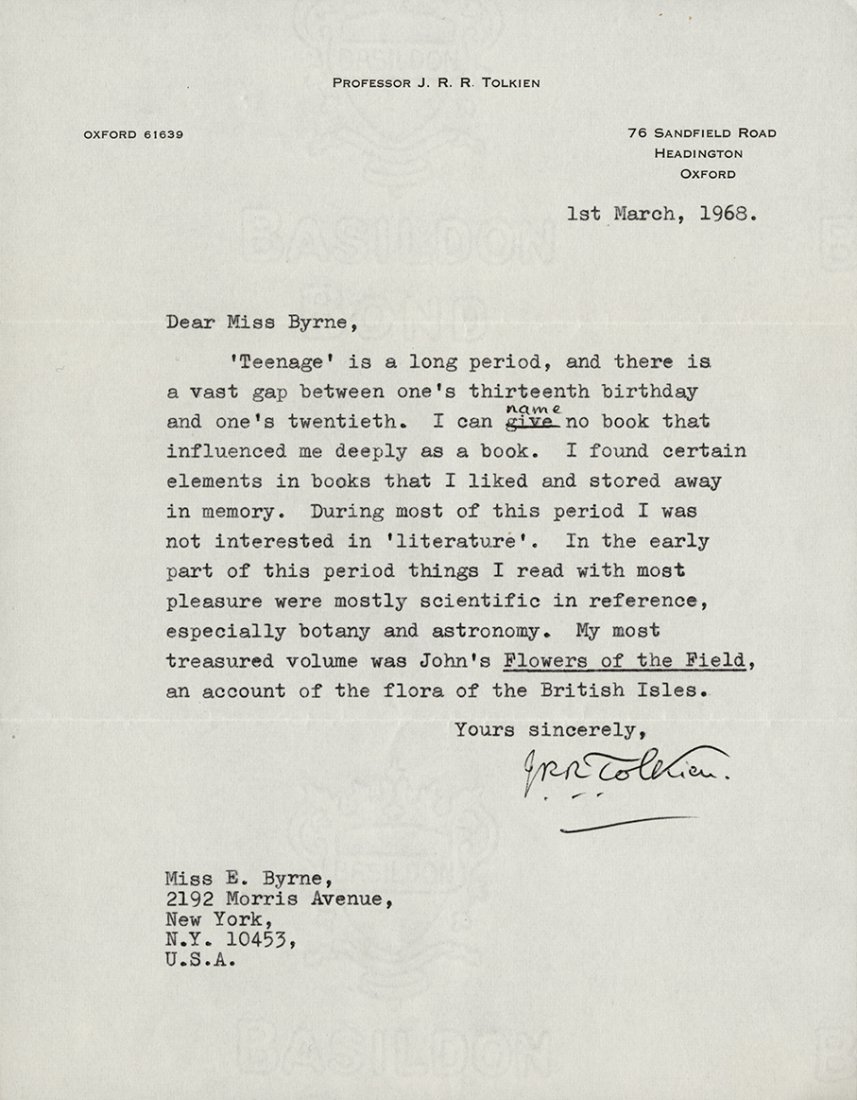 PROFESSOR J. R. R. TOLKIEN
OXFORD 61639
76 SANDFIELD ROAD
HEADINGTON
OXFORD
1st March, 1968.
BASILDON
BOND
Dear Miss Byrne,
'Teenage' is a long period, and there is
a vast gap between one's thirteenth birthday
name
and one's twentieth. I can give no book that
influenced me deeply as a book. I found certain
elements in books that I liked and stored away
in memory. During most of this period I was
not interested in 'literature'. In the early
part of this period things I read with most
pleasure were mostly scientific in reference,
especially botany and astronomy. My most
treasured volume was John's Flowers of the Field,
an account of the flora of the British Isles.
Yours sincerely,
JRR Tolkien.
Miss E. Byrne,
2192 Morris Avenue,
New York,
N.Y. 10453,
U.S.A.
BASILDON